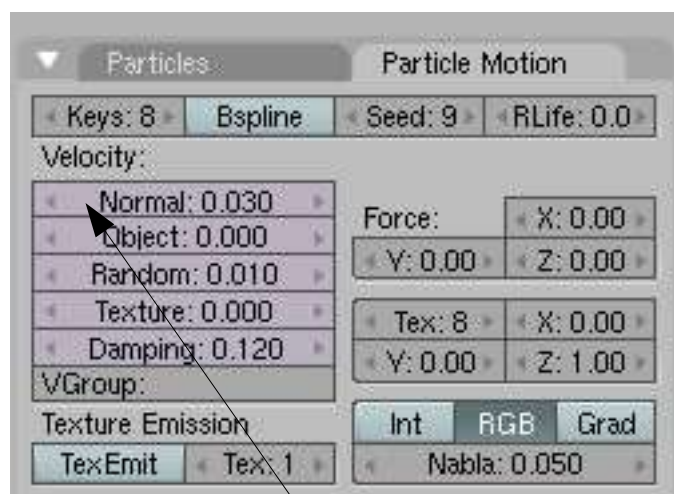 Particles Particle Motion
Keys: 8 Bspline Seed: 9 RLife: 0.0
Velocity:
Normal: 0.030
Object: 0.000
Random: 0.010
Texture: 0.000
Damping: 0.120
VGroup:
Force: X: 0.00
Y: 0.00 Z: 0.00
Tex: 8 X: 0.00
Y: 0.00 Z: 1.00
Texture Emission
TexEmit Tex: 1
Int RGB Grad
Nabla: 0.050